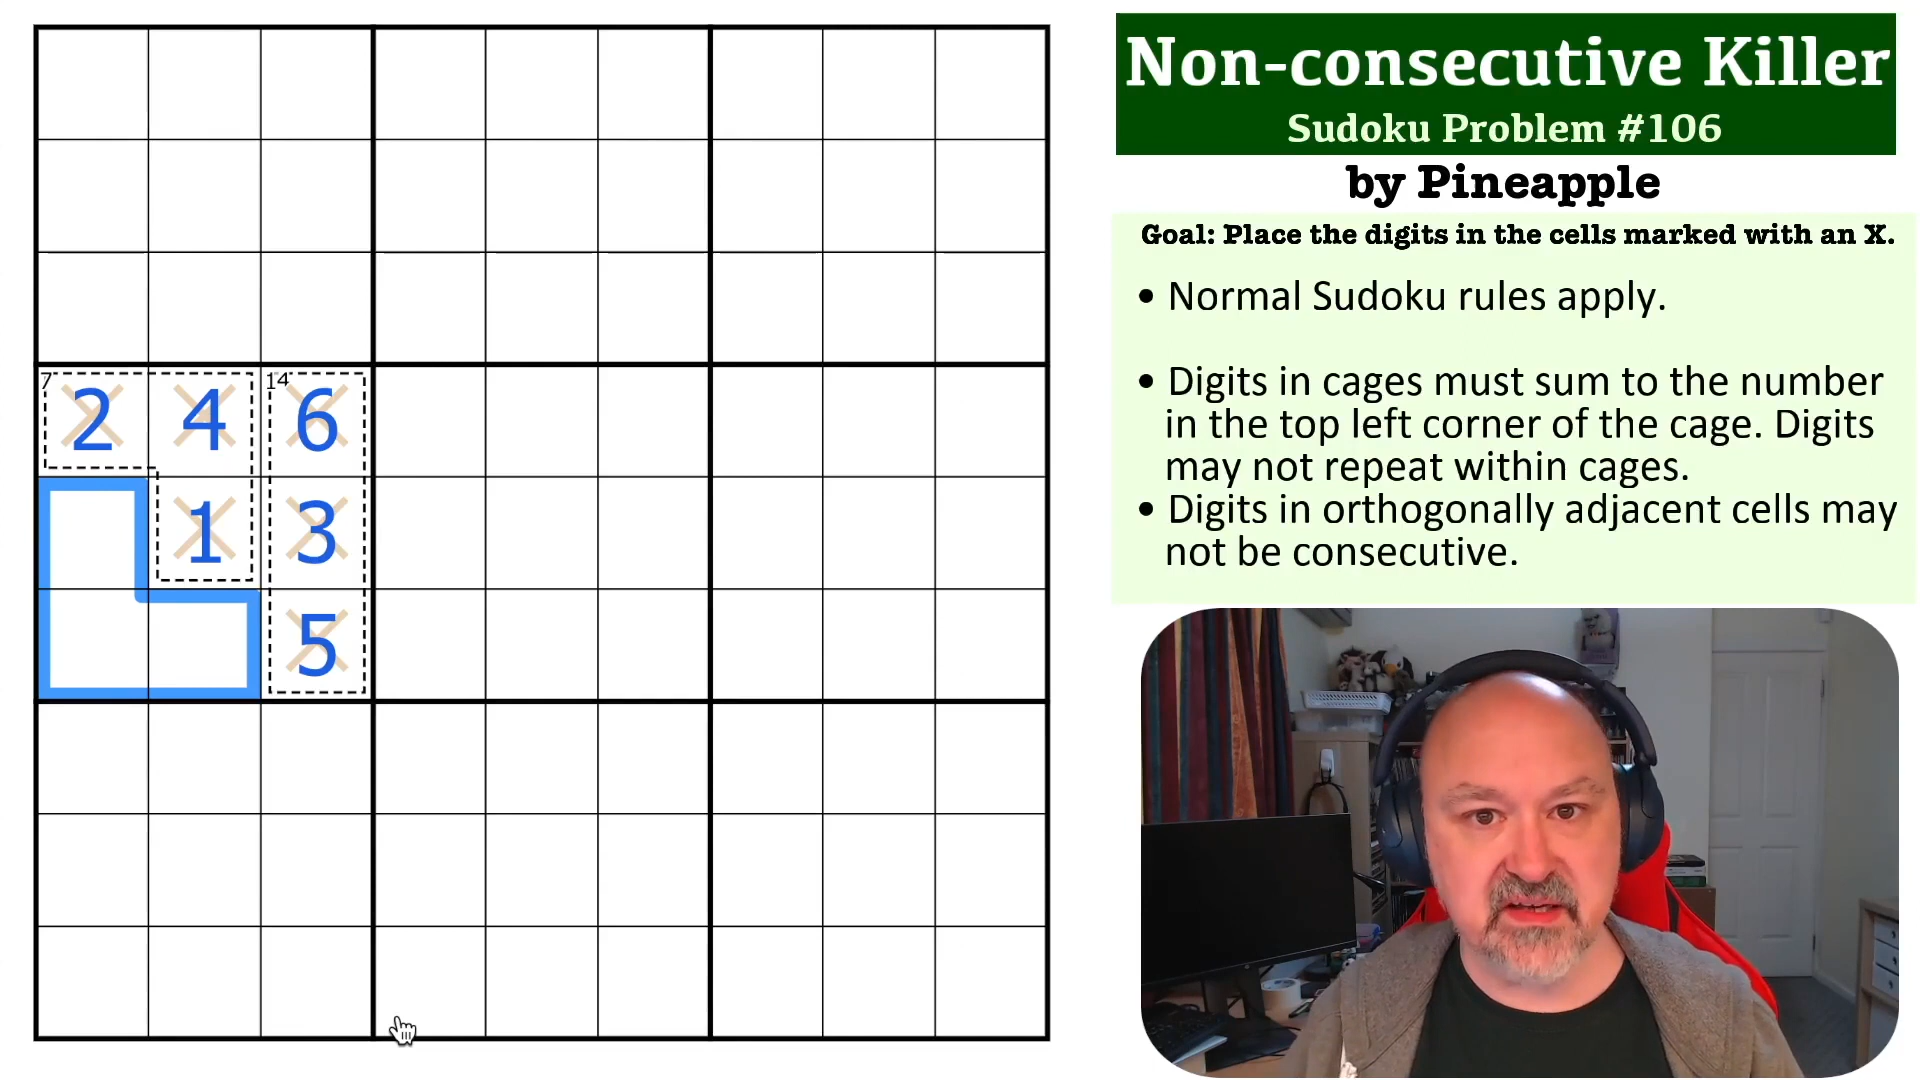 Non-consecutive Killer
Sudoku Problem #106
by Pineapple
Goal: Place the digits in the cells marked with an X.
• Normal Sudoku rules apply.
• Digits in cages must sum to the number
in the top left corner of the cage. Digits
may not repeat within cages.
• Digits in orthogonally adjacent cells may
not be consecutive.
7 14
2 4 6
1 3
5